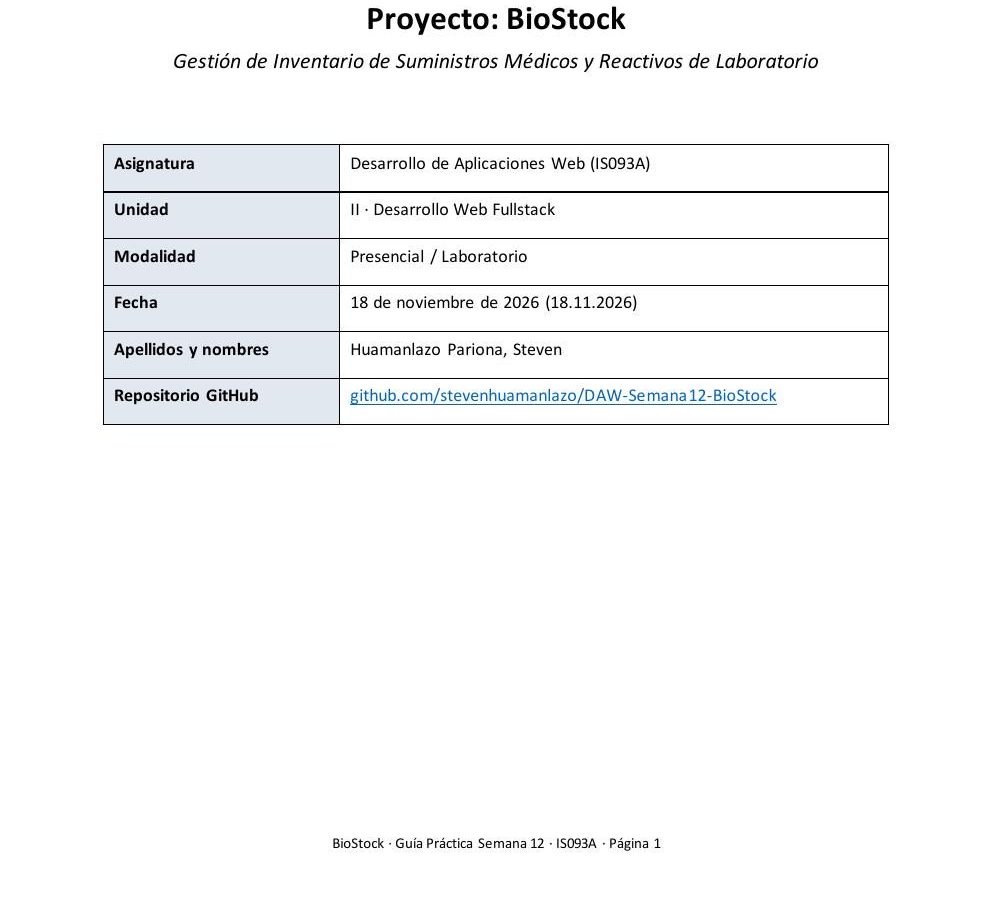 Proyecto: BioStock
Gestión de Inventario de Suministros Médicos y Reactivos de Laboratorio
Asignatura Desarrollo de Aplicaciones Web (IS093A)
Unidad II · Desarrollo Web Fullstack
Modalidad Presencial / Laboratorio
Fecha 18 de noviembre de 2026 (18.11.2026)
Apellidos y nombres Huamanlazo Pariona, Steven
Repositorio GitHub github.com/stevenhuamanlazo/DAW-Semana12-BioStock
BioStock · Guía Práctica Semana 12 · IS093A · Página 1